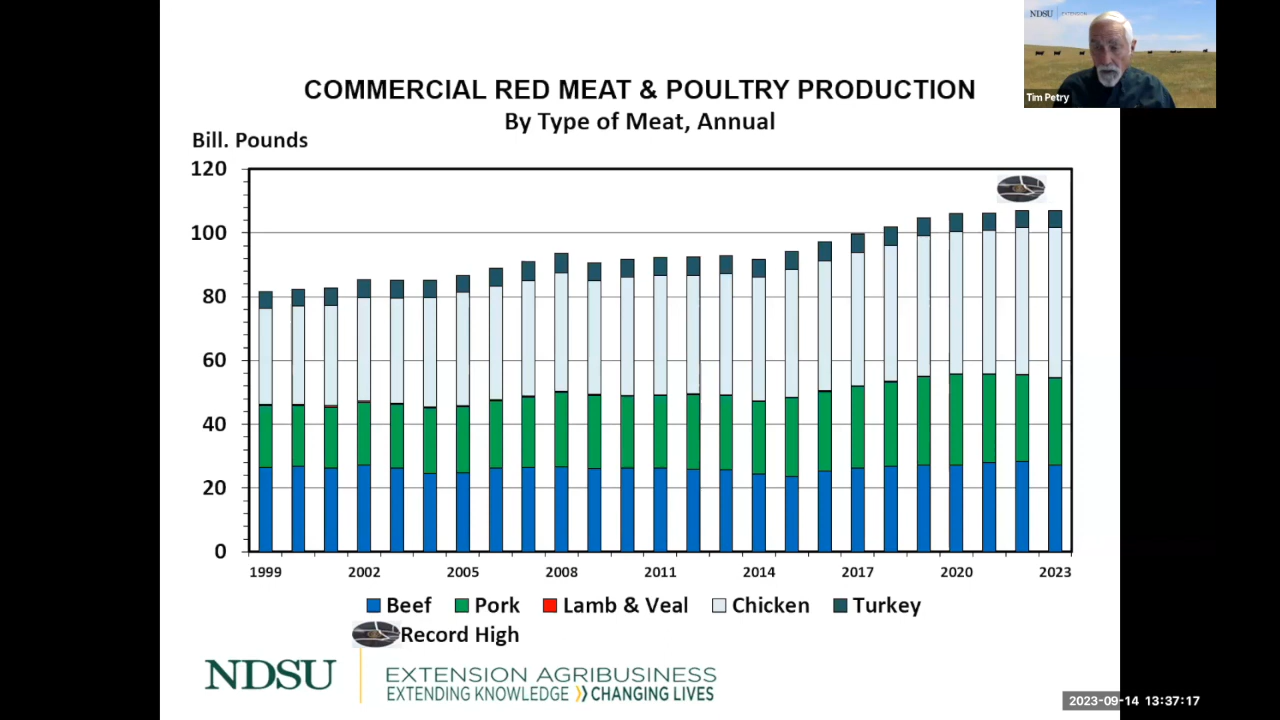 NDSU EXTENSION
Tim Petry
COMMERCIAL RED MEAT & POULTRY PRODUCTION
By Type of Meat, Annual
Bill. Pounds
120
100
80
60
40
20
0
1999 2002 2005 2008 2011 2014 2017 2020 2023
Beef Pork Lamb & Veal Chicken Turkey
Record High
NDSU
EXTENSION AGRIBUSINESS
EXTENDING KNOWLEDGE CHANGING LIVES
2023-09-14 13:37:17